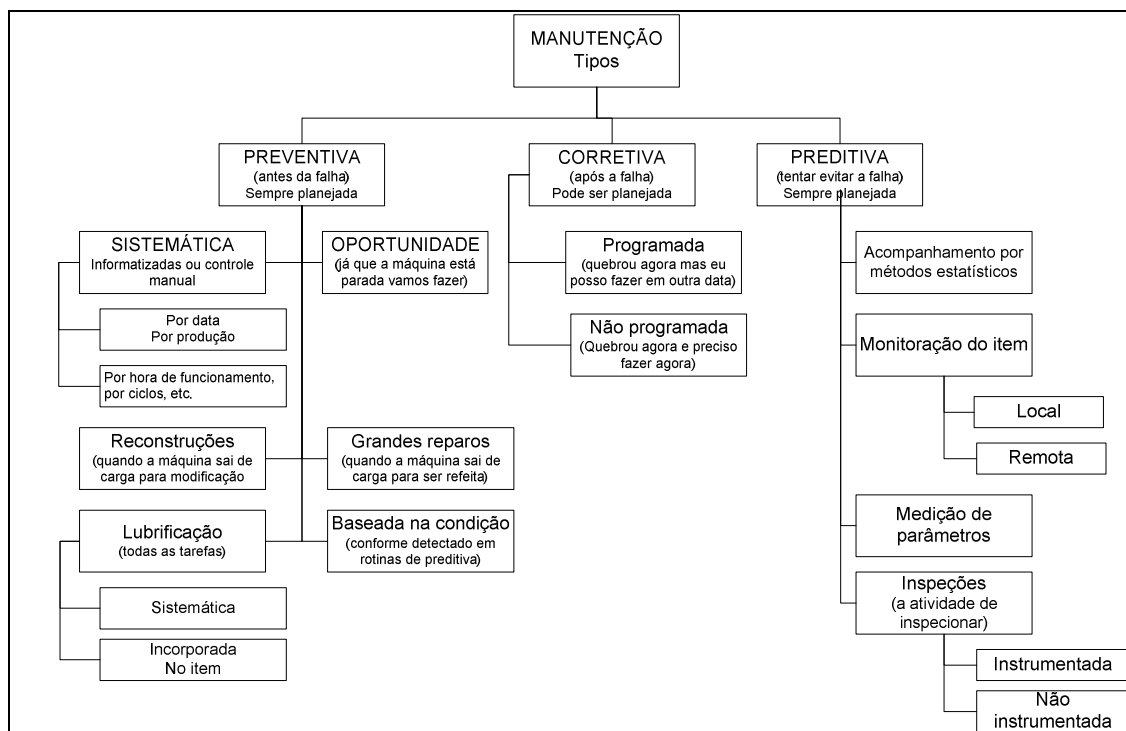 MANUTENÇÃO
Tipos
PREVENTIVA
(antes da falha)
Sempre planejada
CORRETIVA
(após a falha)
Pode ser planejada
PREDITIVA
(tentar evitar a falha)
Sempre planejada
SISTEMÁTICA
Informatizadas ou controle
manual
OPORTUNIDADE
(já que a máquina está
parada vamos fazer)
Por data
Por produção
Por hora de funcionamento,
por ciclos, etc.
Reconstruções
(quando a máquina sai de
carga para modificação
Grandes reparos
(quando a máquina sai de
carga para ser refeita)
Lubrificação
(todas as tarefas)
Baseada na condição
(conforme detectado em
rotinas de preditiva)
Sistemática
Incorporada
No item
Programada
(quebrou agora mas eu
posso fazer em outra data)
Não programada
(Quebrou agora e preciso
fazer agora)
Acompanhamento por
métodos estatísticos
Monitoração do item
Local
Remota
Medição de
parâmetros
Inspeções
(a atividade de
inspecionar)
Instrumentada
Não
instrumentada